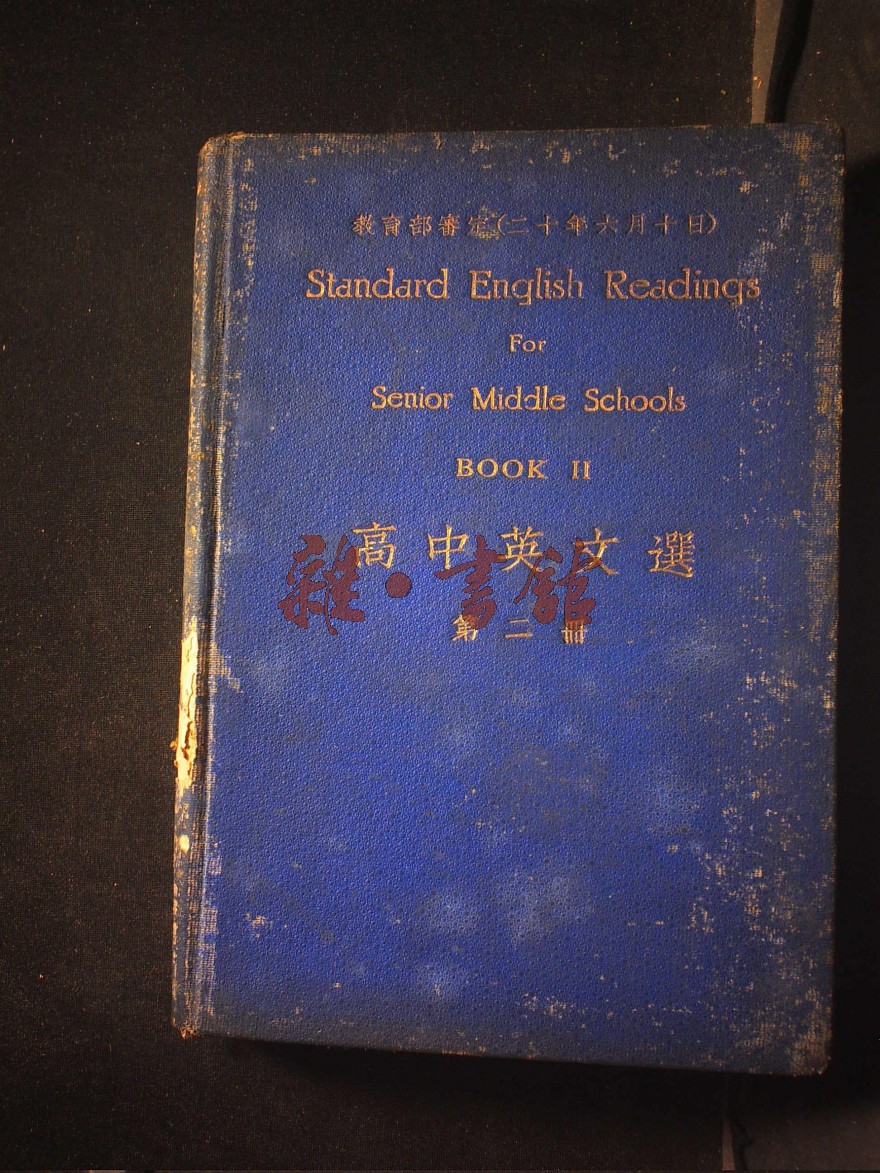 教育部審定(二十年六月十日)
Standard English Readings
For
Senior Middle Schools
BOOK II
高中英文選
雜·書館
第二冊